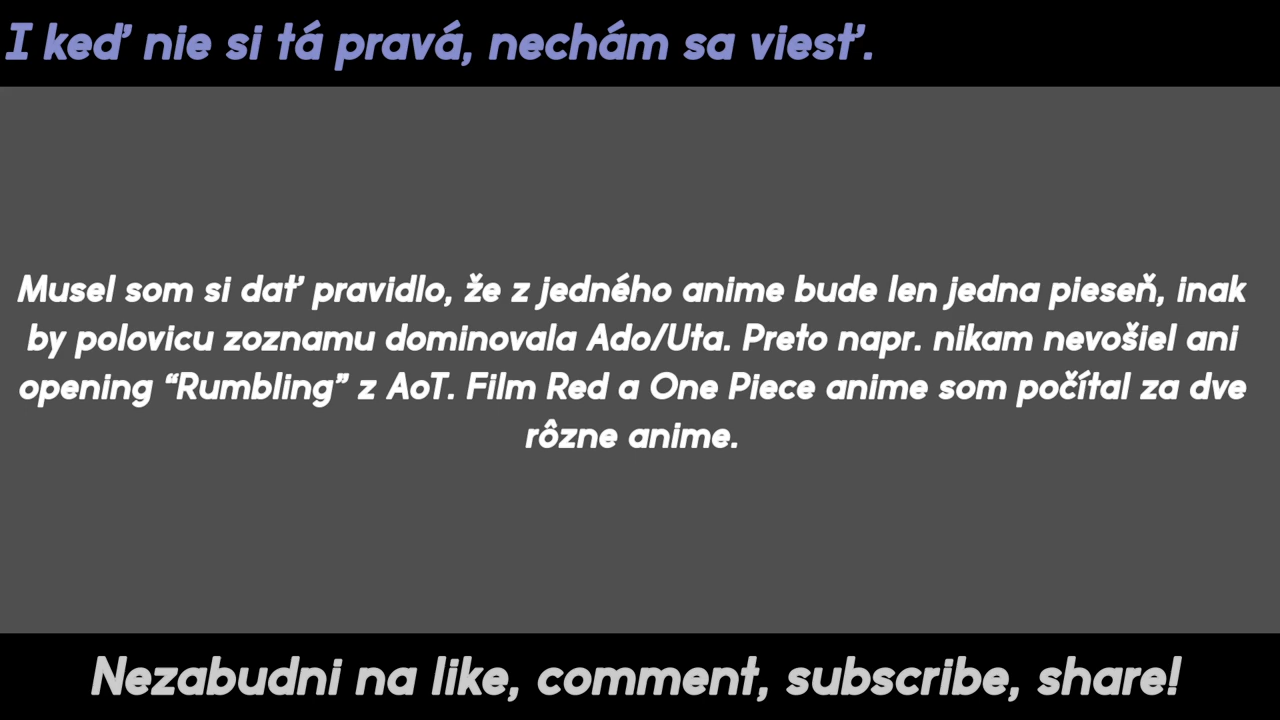 I keď nie si tá pravá, nechám sa viesť.
Musel som si dať pravidlo, že z jedného anime bude len jedna pieseň, inak
by polovicu zoznamu dominovala Ado/Uta. Preto napr. nikam nevošiel ani
opening “Rumbling” z AoT. Film Red a One Piece anime som počítal za dve
rôzne anime.
Nezabudni na like, comment, subscribe, share!